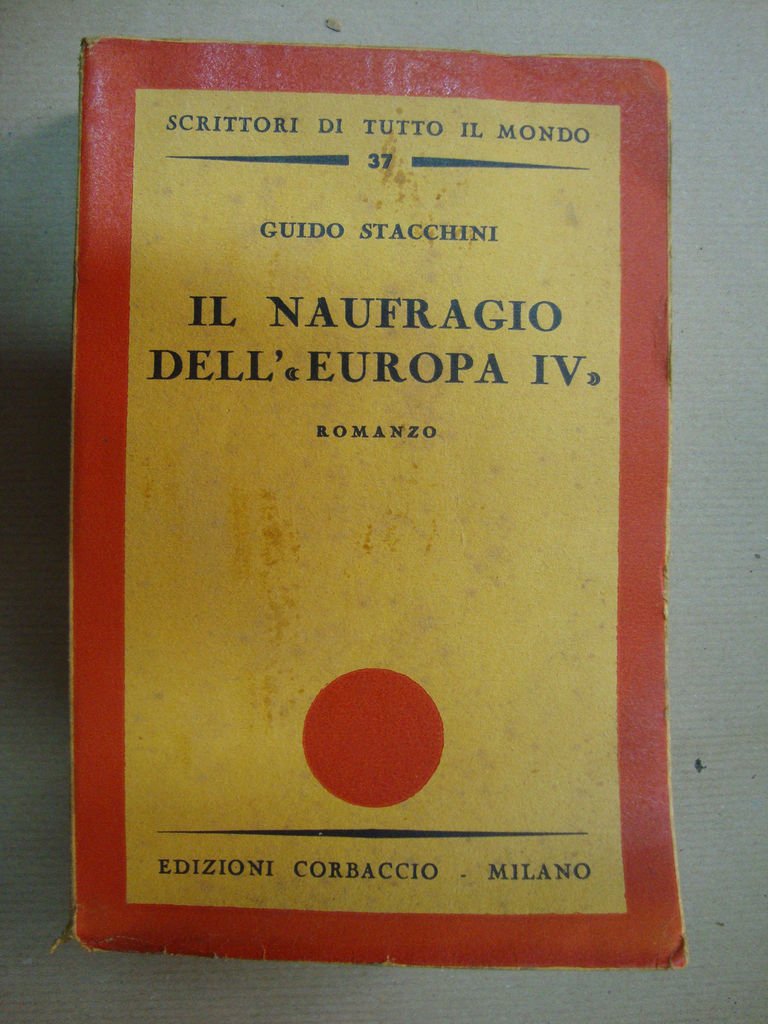 SCRITTORI DI TUTTO IL MONDO
37
GUIDO STACCHINI
IL NAUFRAGIO
DELL'«EUROPA IV»
ROMANZO
EDIZIONI CORBACCIO - MILANO